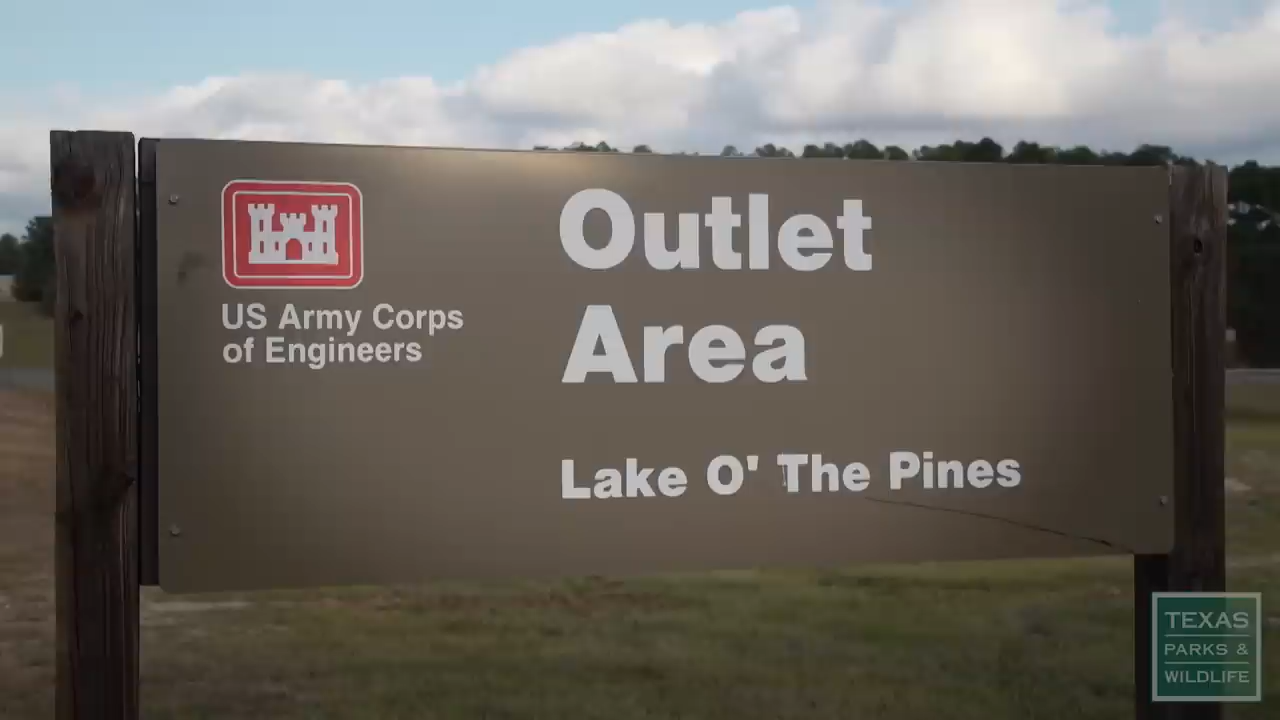 US Army Corps
of Engineers
Outlet
Area
Lake O' The Pines
TEXAS
PARKS &
WILDLIFE